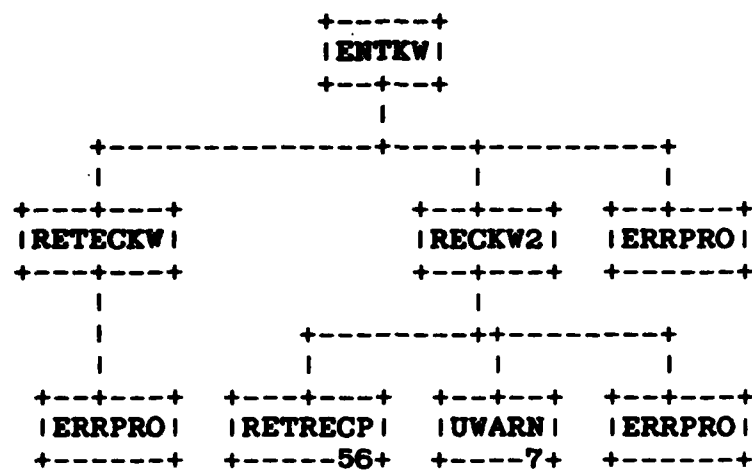 ENTKW
RETECKW RECKW2 ERRPRO
ERRPRO RETRECP UWARN ERRPRO
56 7